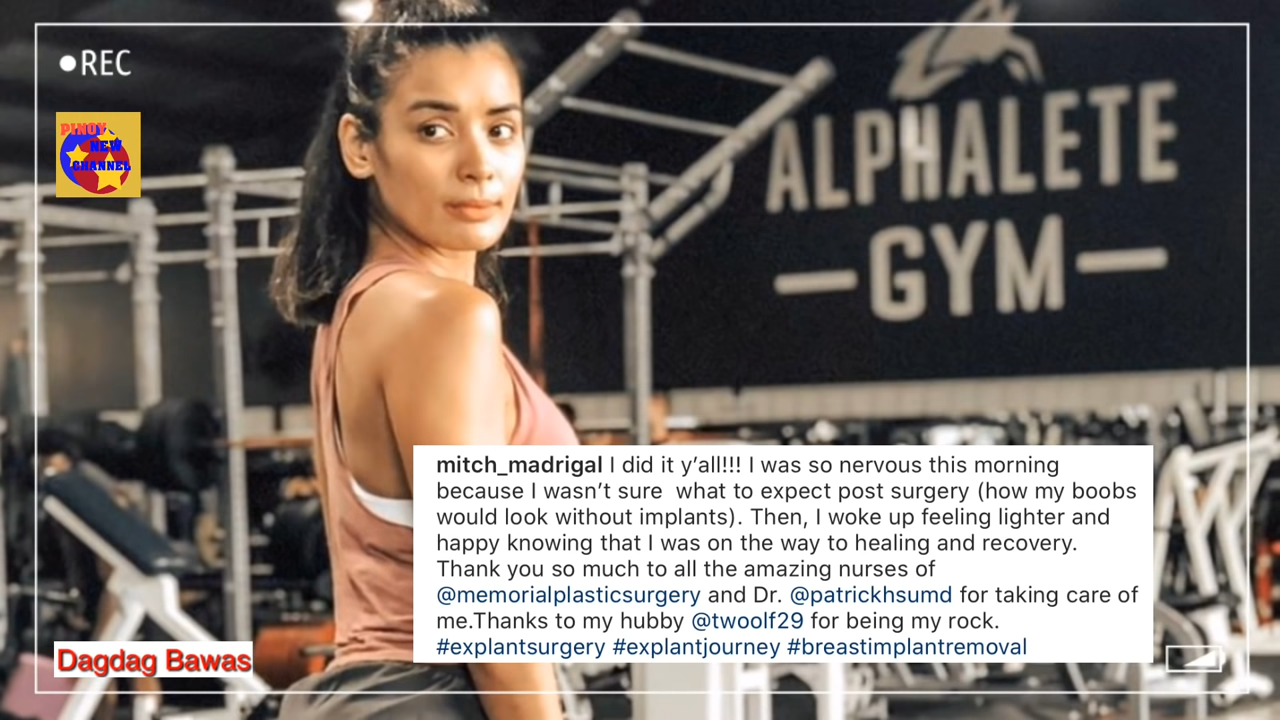 REC
PINOY
NEW
CHANNEL
ALPHALETE
GYM
mitch_madrigal I did it y’all!!! I was so nervous this morning
because I wasn’t sure  what to expect post surgery (how my boobs
would look without implants). Then, I woke up feeling lighter and
happy knowing that I was on the way to healing and recovery.
Thank you so much to all the amazing nurses of
@memorialplasticsurgery and Dr. @patrickhsumd for taking care of
me.Thanks to my hubby @twoolf29 for being my rock.
#explantsurgery #explantjourney #breastimplantremoval
Dagdag Bawas